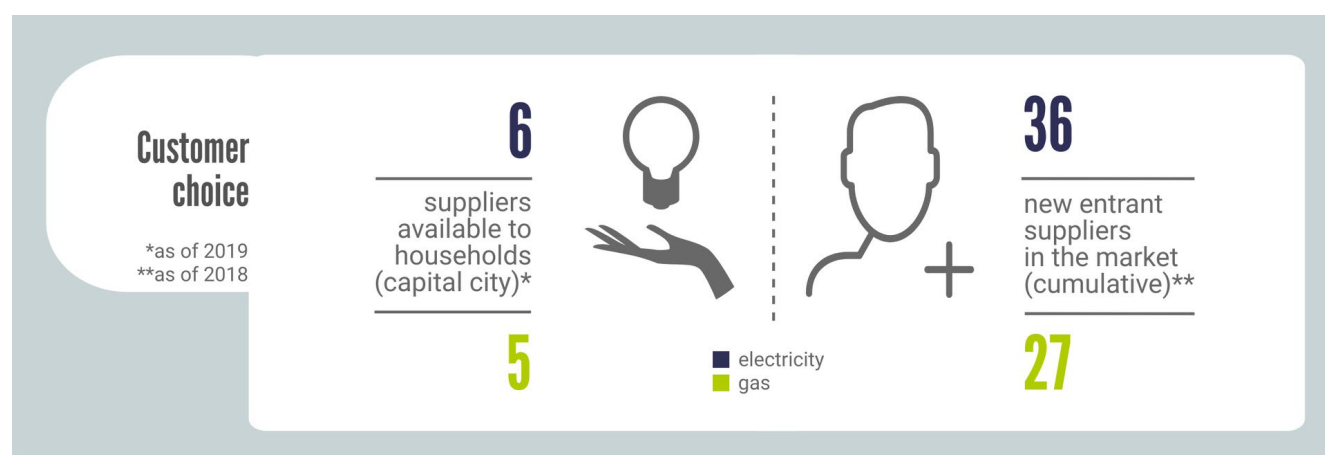 Customer
choice
*as of 2019
**as of 2018
6
suppliers
available to
households
(capital city)*
5
electricity
gas
36
new entrant
suppliers
in the market
(cumulative)**
27